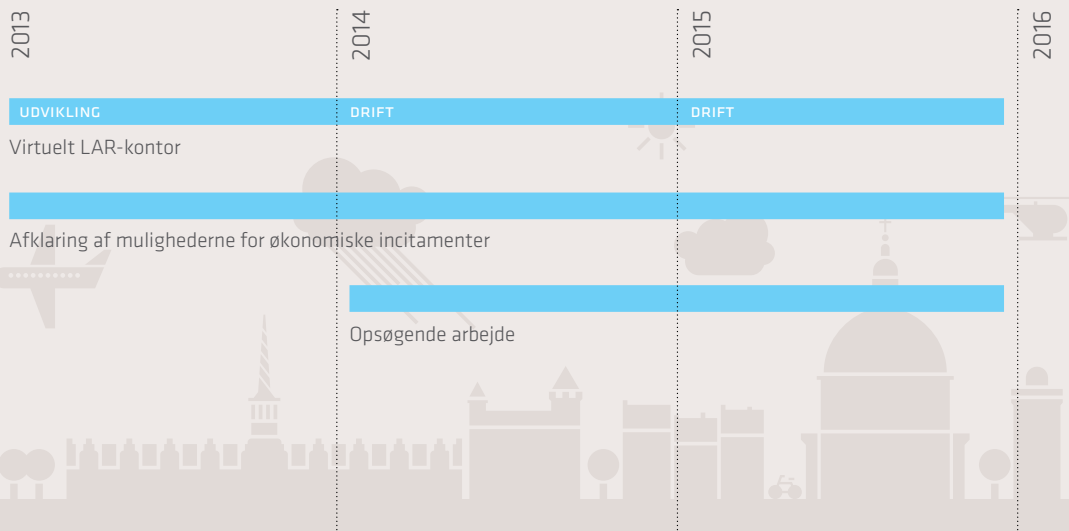 2013
2014
2015
2016
UDVIKLING
DRIFT
DRIFT
Virtuelt LAR-kontor
Afklaring af mulighederne for økonomiske incitamenter
Opsøgende arbejde